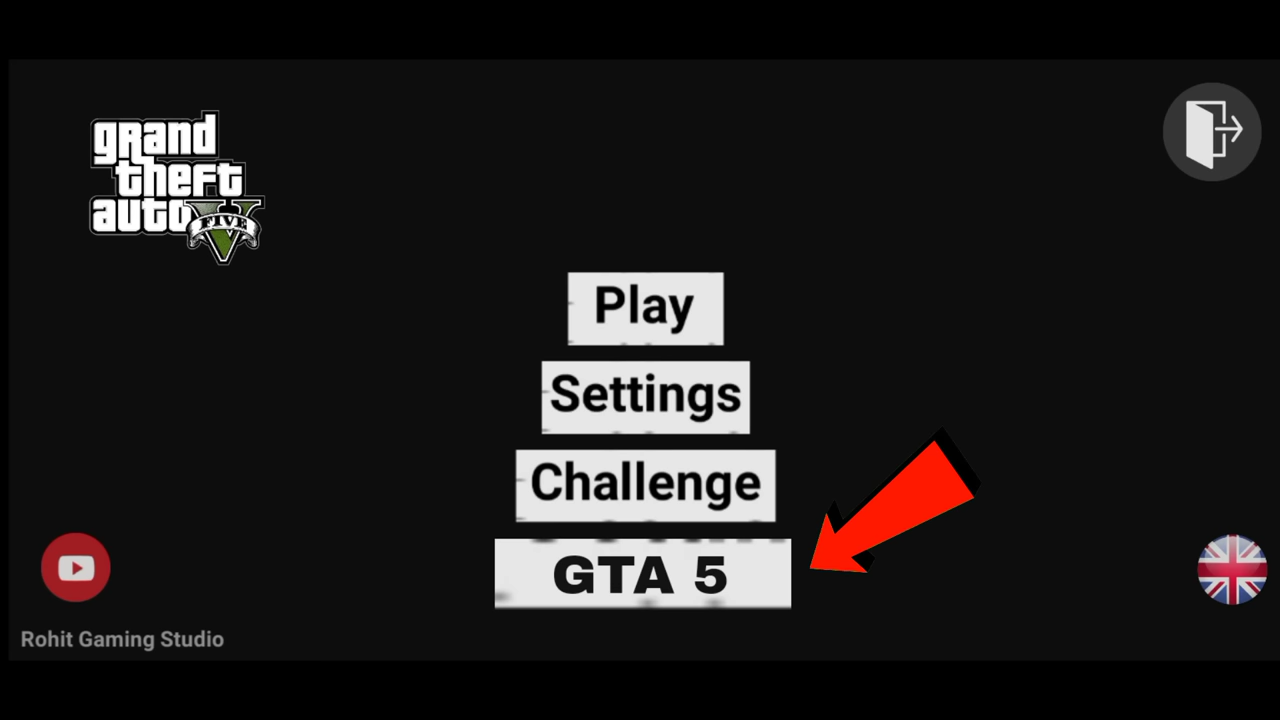 grand
theft
auto
FIVE
Play
Settings
Challenge
GTA 5
Rohit Gaming Studio